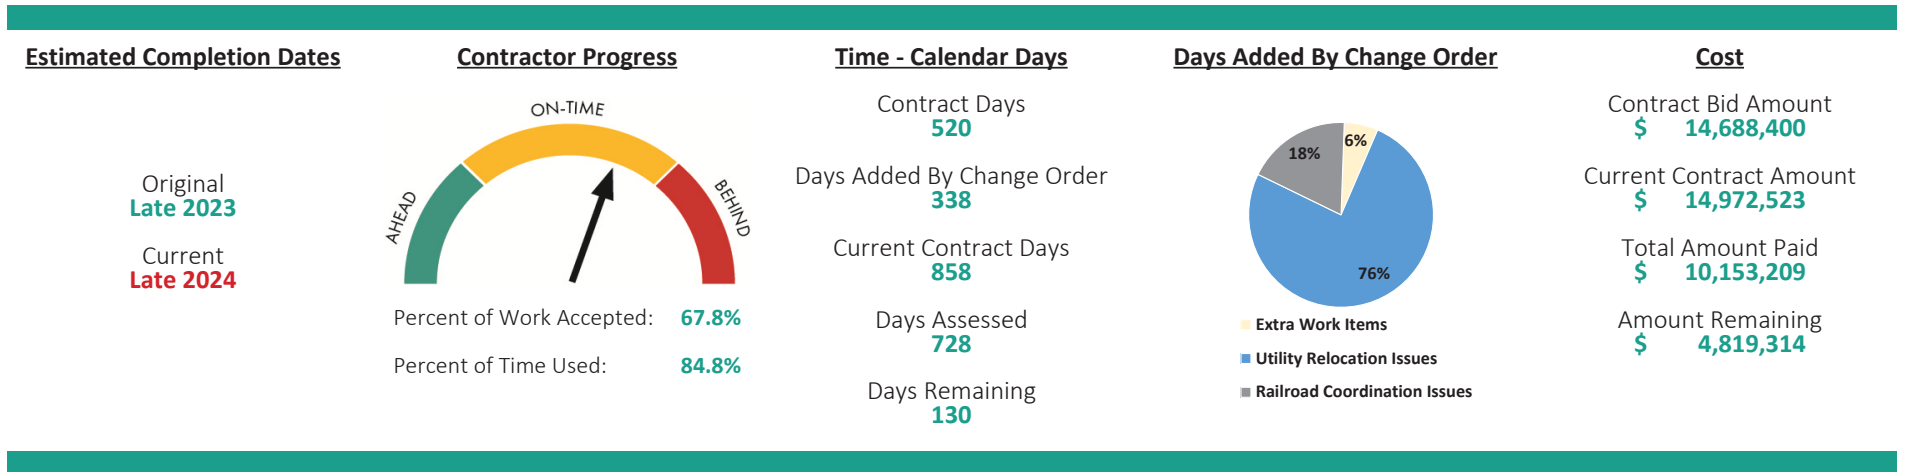 Estimated Completion Dates
Original
Late 2023
Current
Late 2024
Contractor Progress
AHEAD
ON-TIME
BEHIND
Percent of Work Accepted: 67.8%
Percent of Time Used: 84.8%
Time - Calendar Days
Contract Days
520
Days Added By Change Order
338
Current Contract Days
858
Days Assessed
728
Days Remaining
130
Days Added By Change Order
6%
18%
76%
Extra Work Items
Utility Relocation Issues
Railroad Coordination Issues
Cost
Contract Bid Amount
$ 14,688,400
Current Contract Amount
$ 14,972,523
Total Amount Paid
$ 10,153,209
Amount Remaining
$ 4,819,314